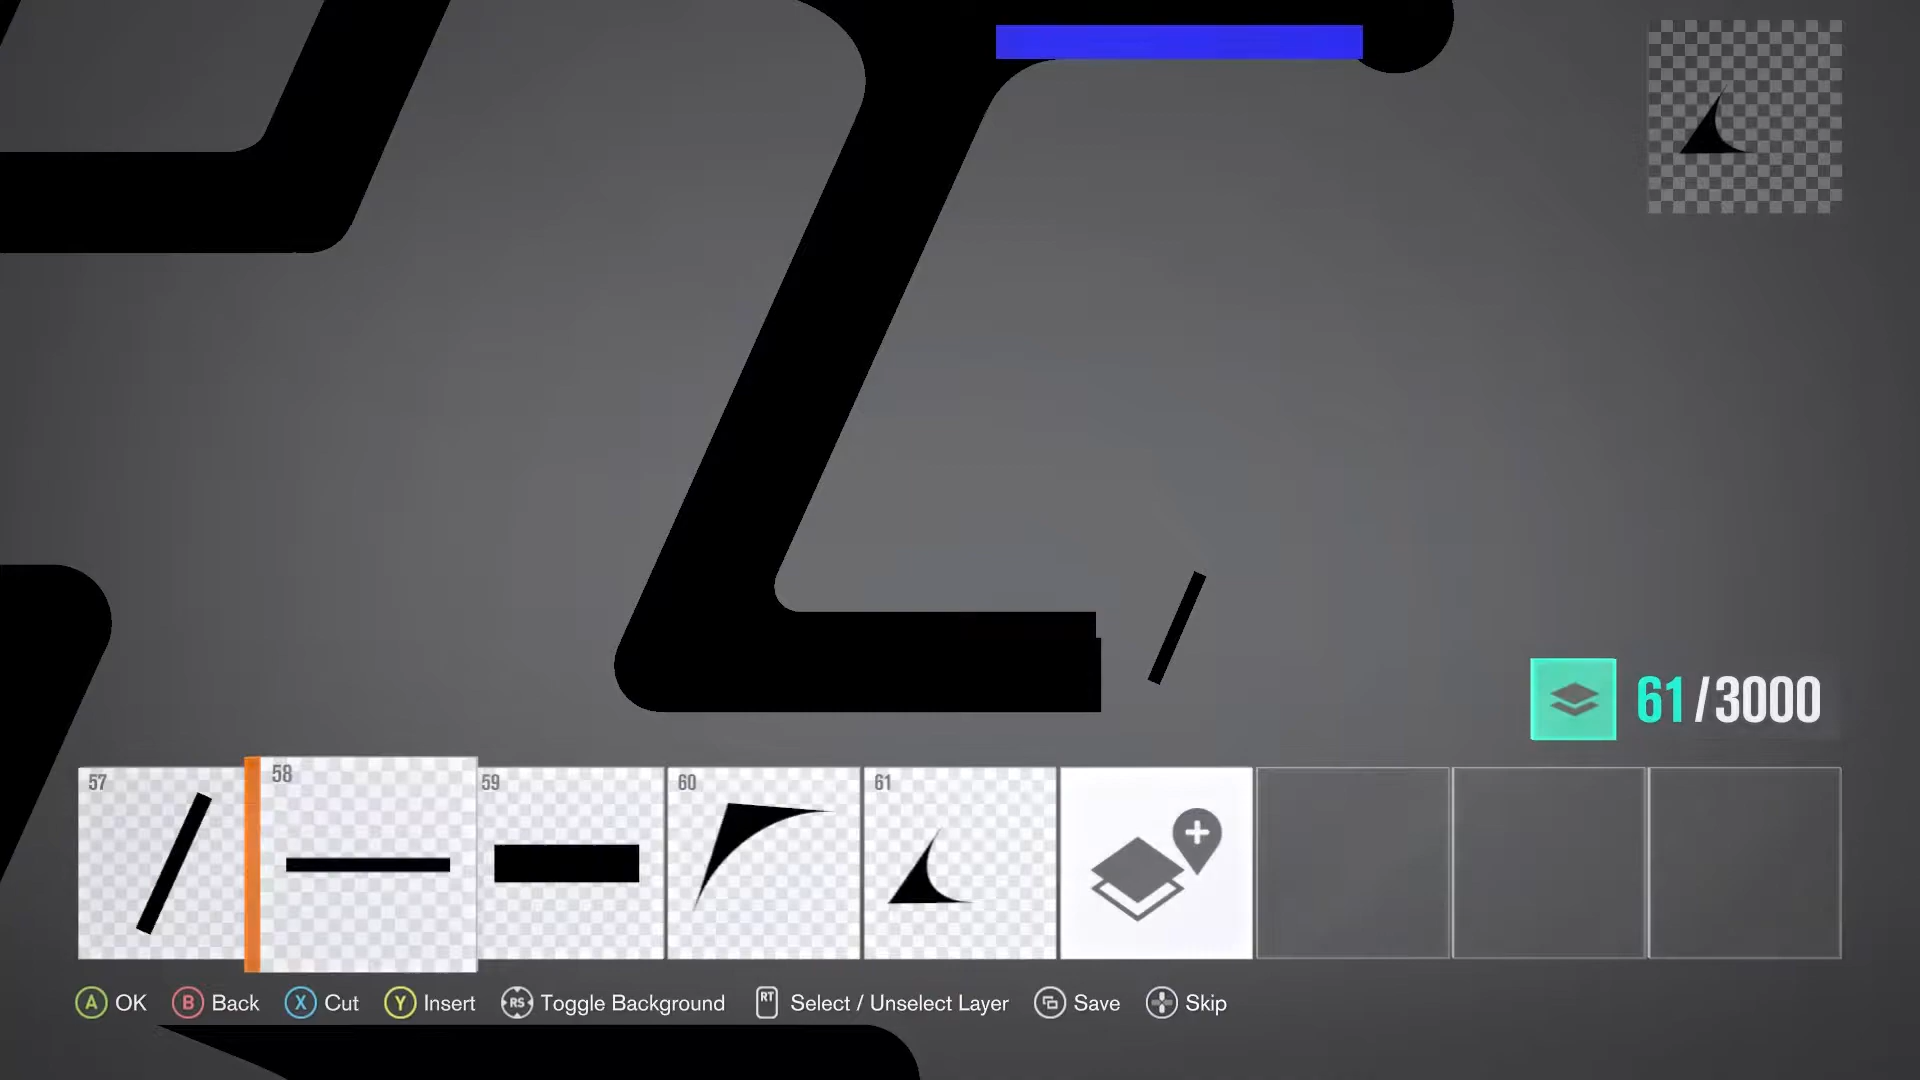 61/3000
57
58
59
60
61
A OK
B Back
X Cut
Y Insert
RS Toggle Background
RT Select / Unselect Layer
Save
Skip